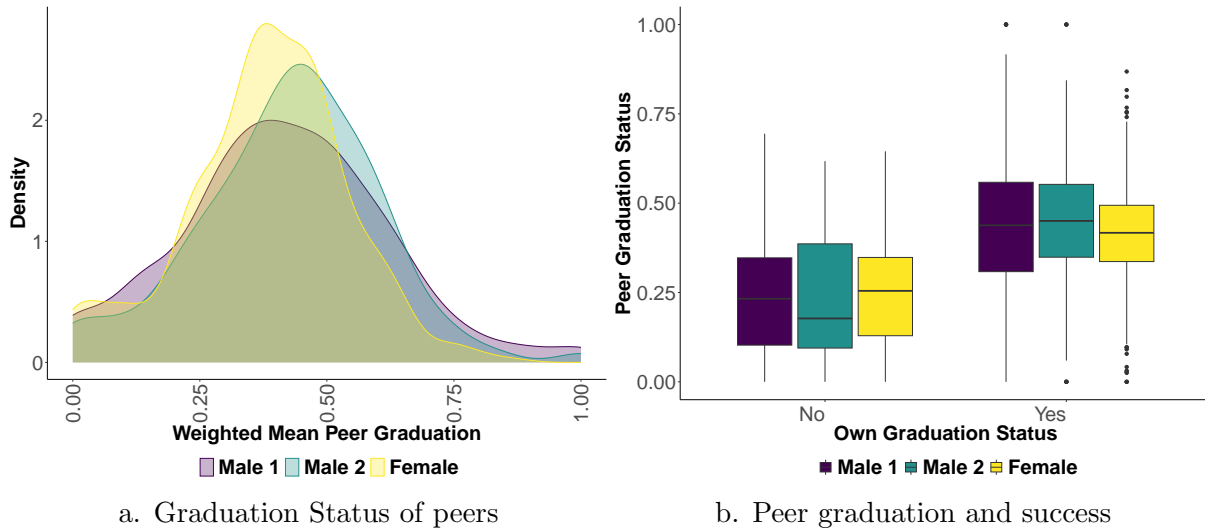 Density
2
1
0
0.00
0.25
0.50
0.75
1.00
Weighted Mean Peer Graduation
Male 1 Male 2 Female
a. Graduation Status of peers
Peer Graduation Status
1.00
0.75
0.50
0.25
0.00
No Yes
Own Graduation Status
Male 1 Male 2 Female
b. Peer graduation and success